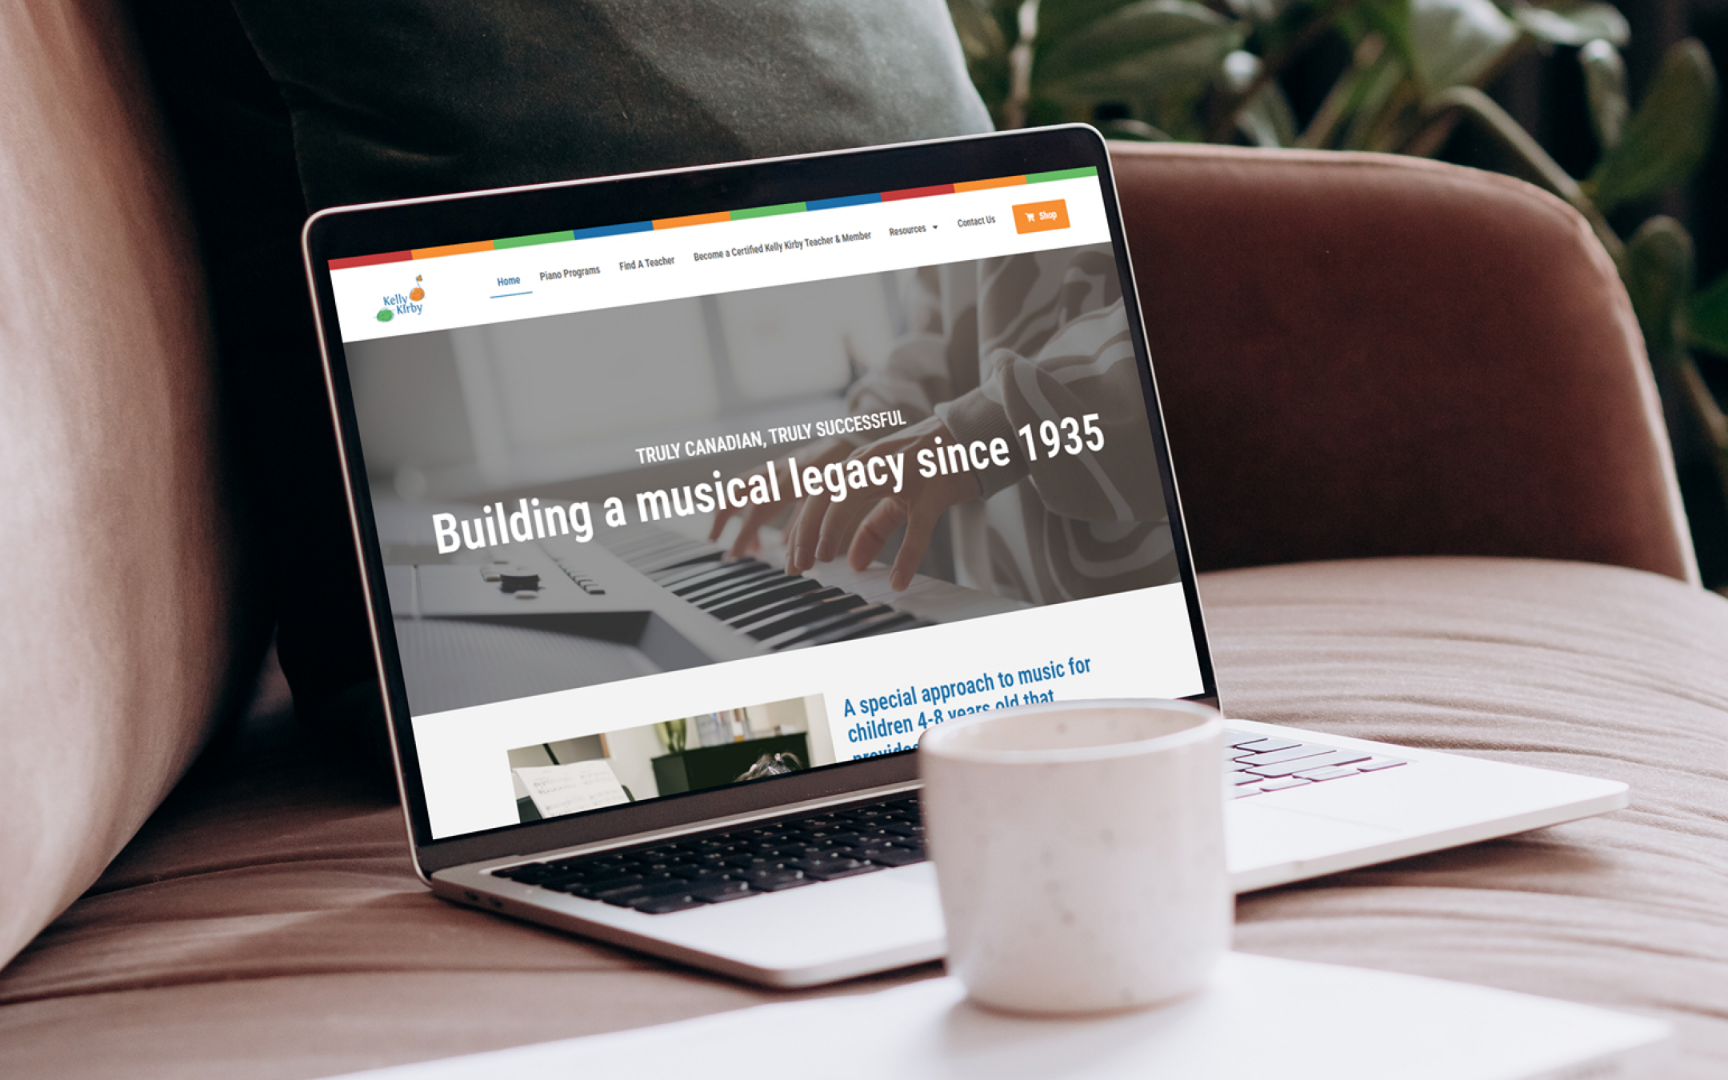 Kelly
Kirby
Home
Piano Programs
Find A Teacher
Become a Certified Kelly Kirby Teacher & Member
Resources
Contact Us
Shop
TRULY CANADIAN, TRULY SUCCESSFUL
Building a musical legacy since 1935
A special approach to music for
children 4-8 years old that
provides